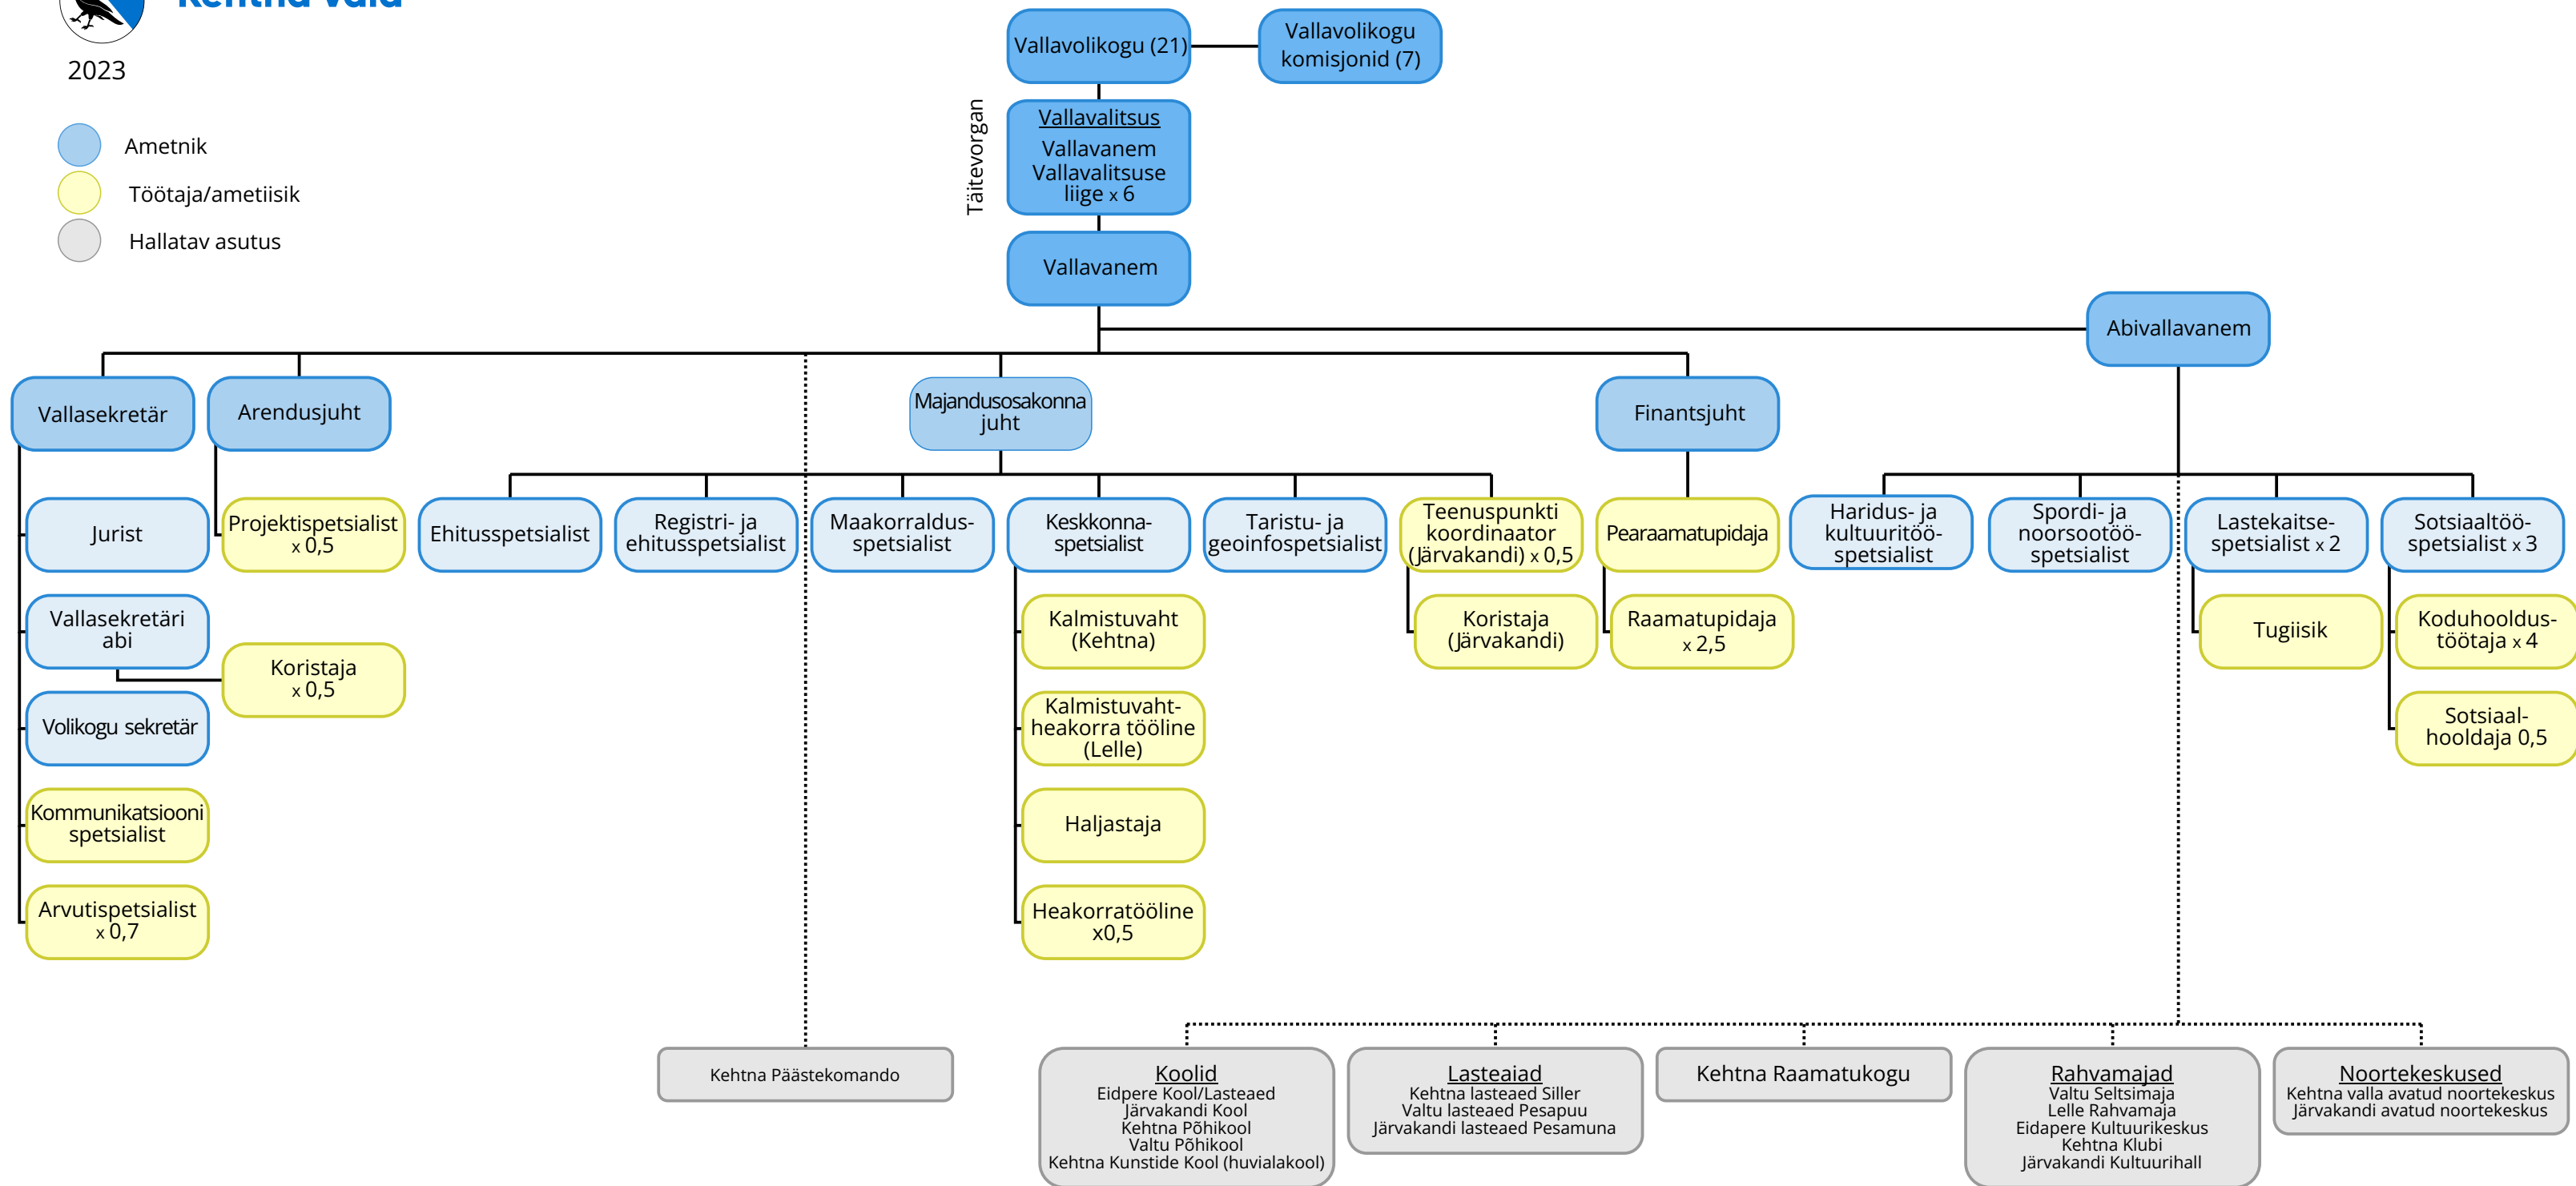 Kehtna vald
2023
Ametnik
Töötaja/ametiisik
Hallatav asutus
Vallavolikogu (21)
Vallavolikogu
komisjonid (7)
Täitevorgan
Vallavalitsus
Vallavanem
Vallavalitsuse
liige x 6
Vallavanem
Abivallavanem
Vallasekretär
Arendusjuht
Majandusosakonna
juht
Finantsjuht
Jurist
Projektispetsialist
x 0,5
Ehitusspetsialist
Registri- ja
ehitusspetsialist
Maakorraldus-
spetsialist
Keskkonna-
spetsialist
Taristu- ja
geoinfospetsialist
Teenuspunkti
koordinaator
(Järvakandi) x 0,5
Pearaamatupidaja
Haridus- ja
kultuuritöö-
spetsialist
Spordi- ja
noorsootöö-
spetsialist
Lastekaitse-
spetsialist x 2
Sotsiaaltöö-
spetsialist x 3
Vallasekretäri
abi
Koristaja
x 0,5
Kalmistuvaht
(Kehtna)
Koristaja
(Järvakandi)
Raamatupidaja
x 2,5
Tugiisik
Koduhooldus-
töötaja x 4
Volikogu sekretär
Kalmistuvaht-
heakorra tööline
(Lelle)
Sotsiaal-
hooldaja 0,5
Kommunikatsiooni
spetsialist
Haljastaja
Arvutispetsialist
x 0,7
Heakorratööline
x0,5
Kehtna Päästekomando
Koolid
Eidpere Kool/Lasteaed
Järvakandi Kool
Kehtna Põhikool
Valtu Põhikool
Kehtna Kunstide Kool (huvialakool)
Lasteaiad
Kehtna lasteaed Siller
Valtu lasteaed Pesapuu
Järvakandi lasteaed Pesamuna
Kehtna Raamatukogu
Rahvamajad
Valtu Seltsimaja
Lelle Rahvamaja
Eidapere Kultuurikeskus
Kehtna Klubi
Järvakandi Kultuurihall
Noortekeskused
Kehtna valla avatud noortekeskus
Järvakandi avatud noortekeskus